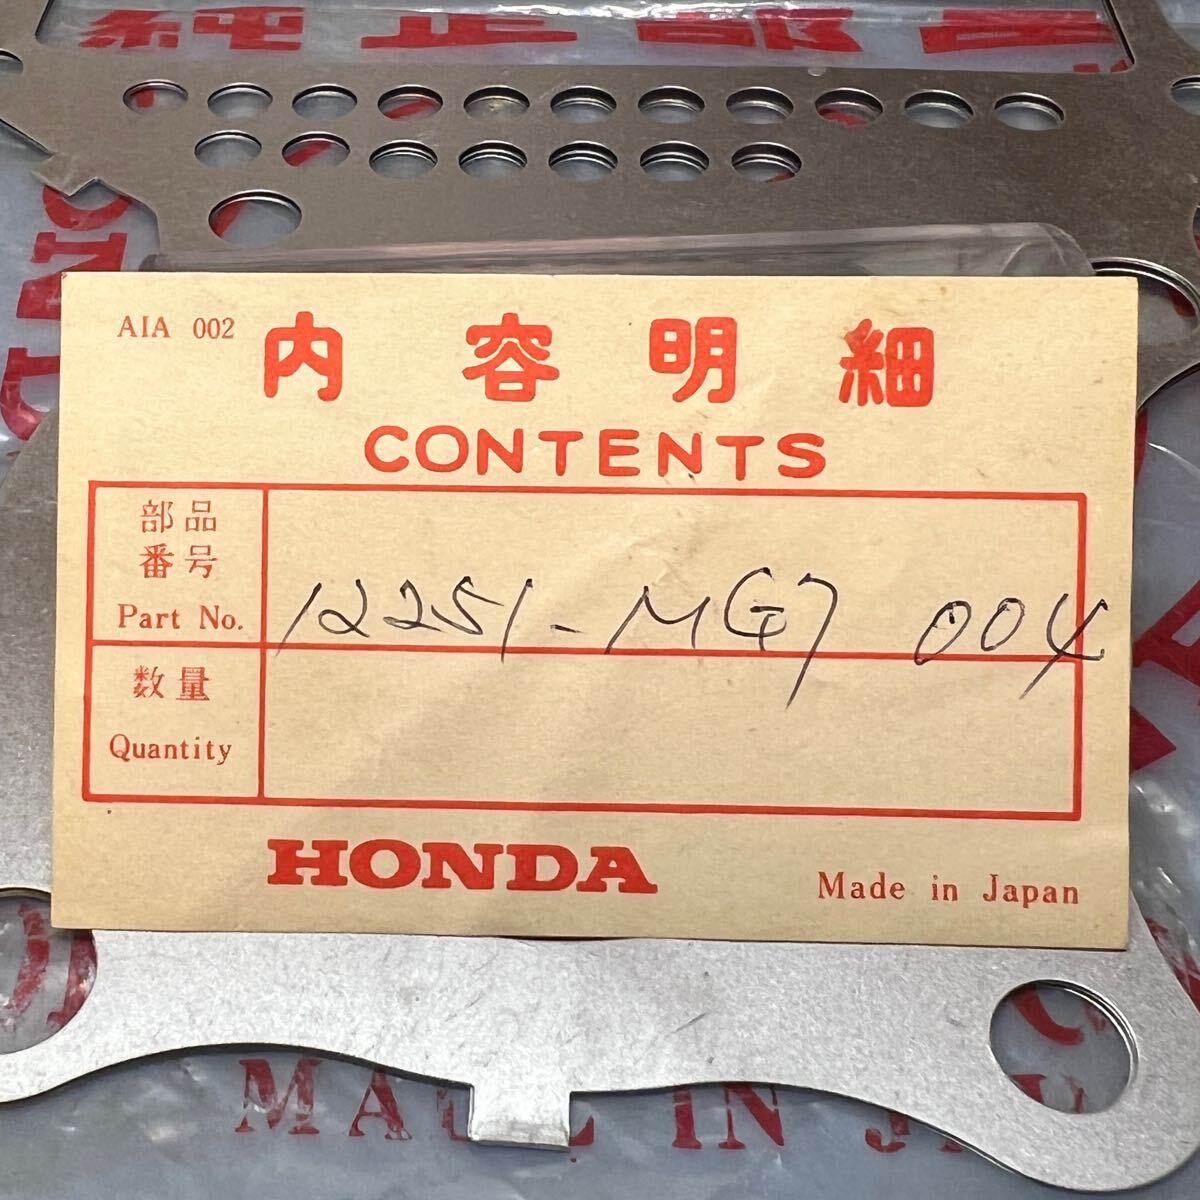 純正部品
AIA 002
内容明細
CONTENTS
部品
番号
Part No.
12251-MG7 004
数量
Quantity
HONDA
Made in Japan
MADE IN JAPAN